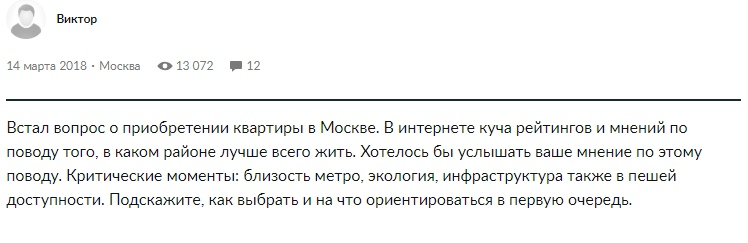 Виктор
14 марта 2018 · Москва 13 072 12
Встал вопрос о приобретении квартиры в Москве. В интернете куча рейтингов и мнений по
поводу того, в каком районе лучше всего жить. Хотелось бы услышать ваше мнение по этому
поводу. Критические моменты: близость метро, экология, инфраструктура также в пешей
доступности. Подскажите, как выбрать и на что ориентироваться в первую очередь.